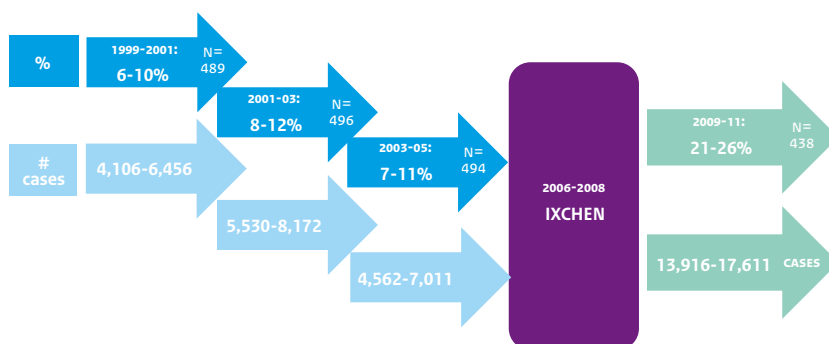 %
1999-2001:
6-10%
N=
489
2001-03:
8-12%
N=
496
2003-05:
7-11%
N=
494
2006-2008
IXCHEN
2009-11:
21-26%
N=
438
#
cases
4,106-6,456
5,530-8,172
4,562-7,011
13,916-17,611 CASES